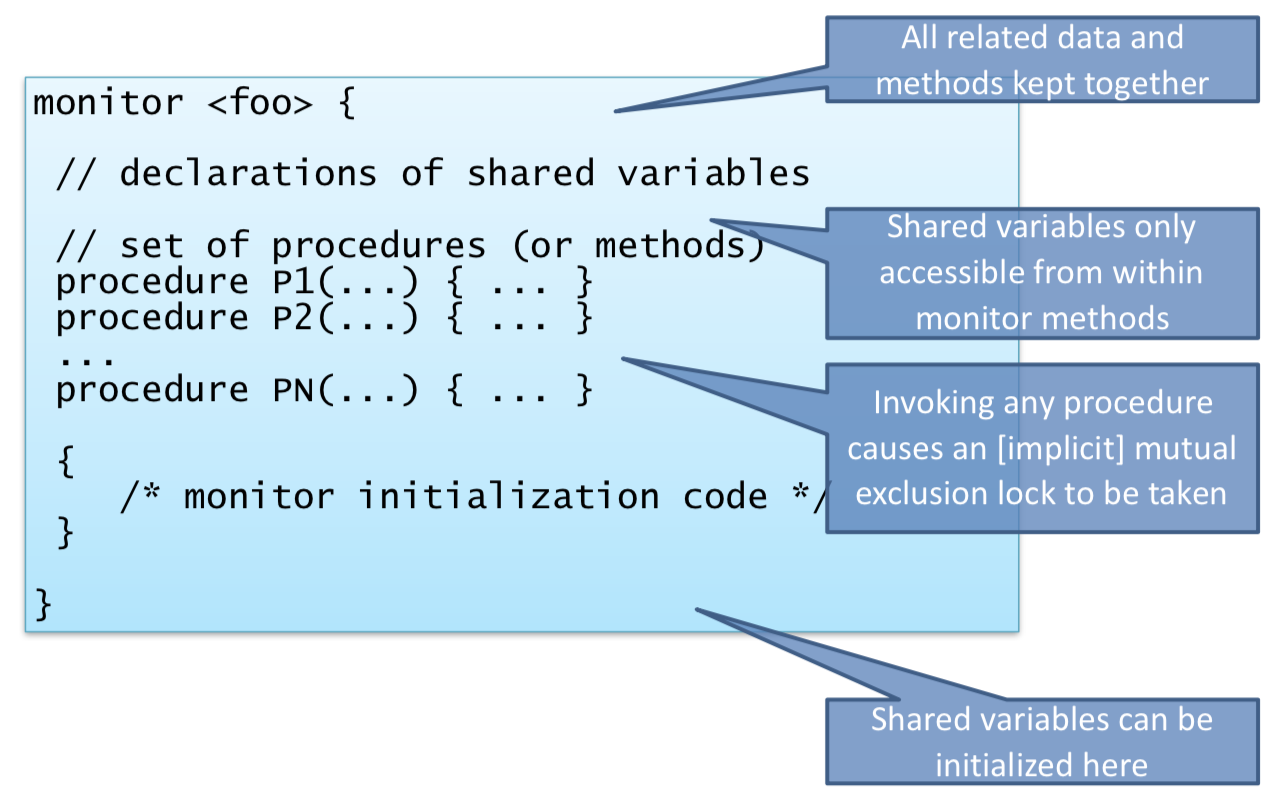 monitor <foo> {
// declarations of shared variables
// set of procedures (or methods)
procedure P1(...) { ... }
procedure P2(...) { ... }
...
procedure PN(...) { ... }
{
/* monitor initialization code */
}
}
All related data and
methods kept together
Shared variables only
accessible from within
monitor methods
Invoking any procedure
causes an [implicit] mutual
exclusion lock to be taken
Shared variables can be
initialized here